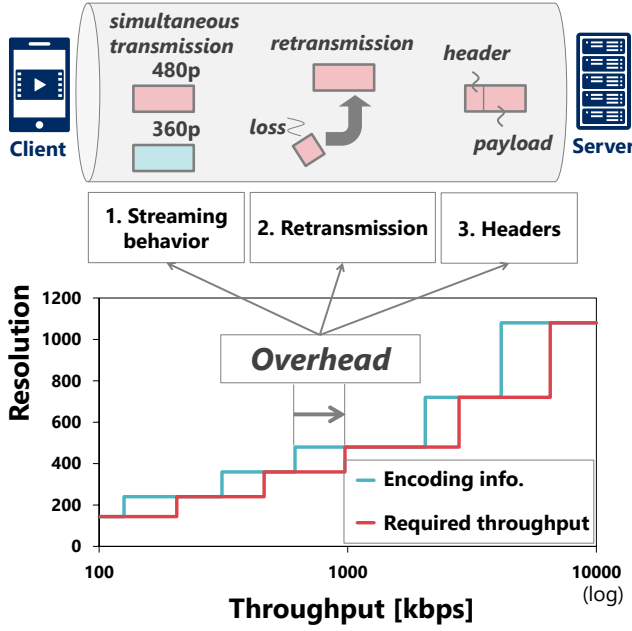 simultaneous
transmission
480p
360p
retransmission
loss
header
payload
Client
Server
1. Streaming
behavior
2. Retransmission
3. Headers
Overhead
Resolution
1200
1000
800
600
400
200
0
Encoding info.
Required throughput
100
1000
10000
(log)
Throughput [kbps]